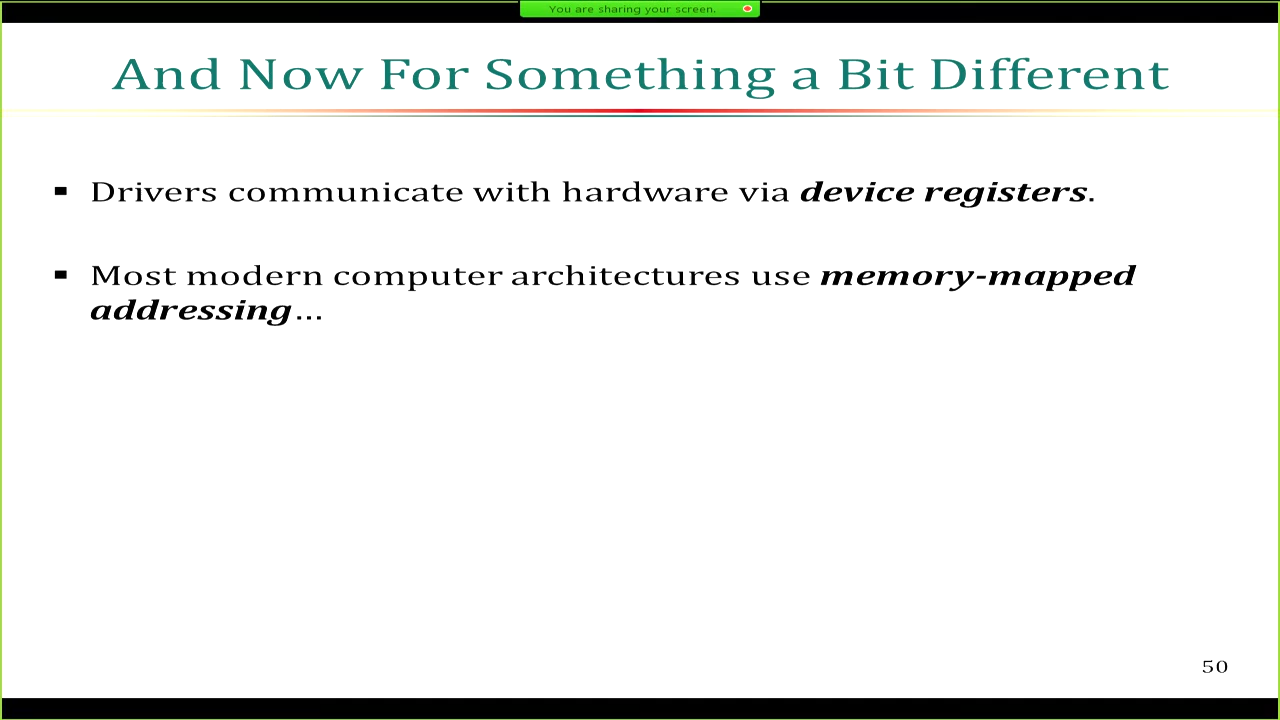 You are sharing your screen.
And Now For Something a Bit Different
▪ Drivers communicate with hardware via device registers.
▪ Most modern computer architectures use memory-mapped
addressing...
50